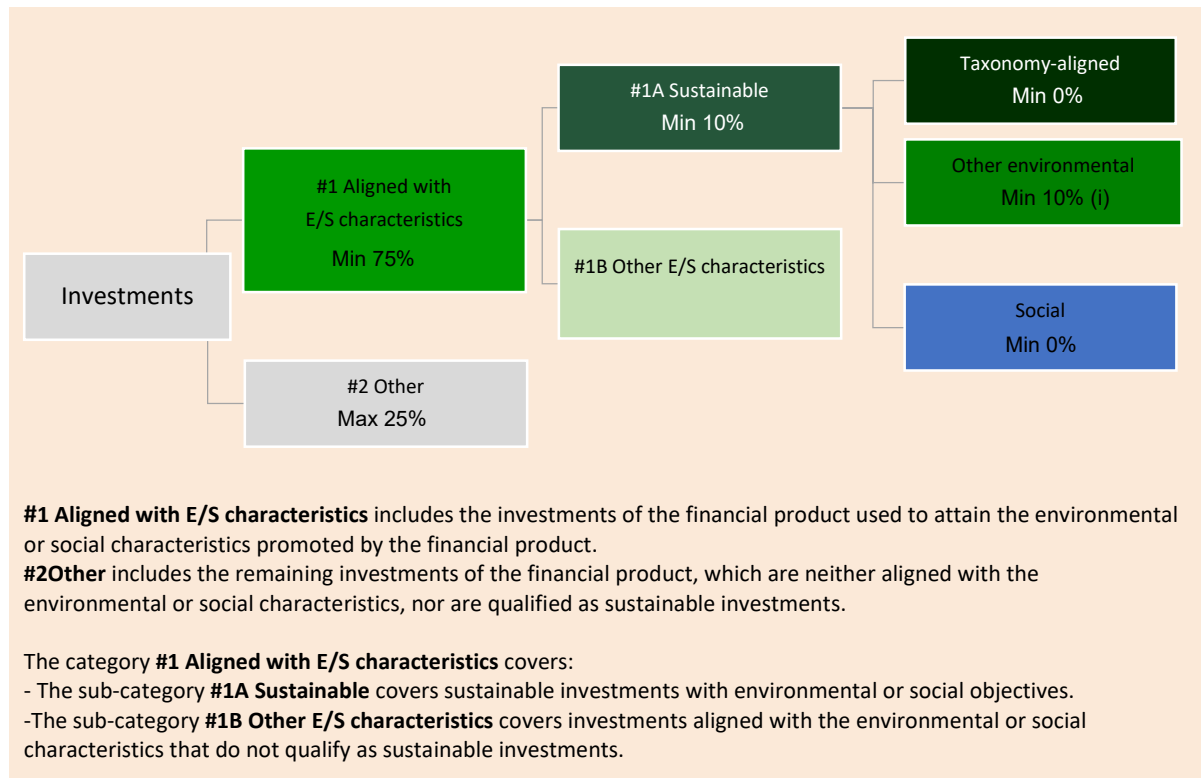 Investments
#1 Aligned with
E/S characteristics
Min 75%
#2 Other
Max 25%
#1A Sustainable
Min 10%
#1B Other E/S characteristics
Taxonomy-aligned
Min 0%
Other environmental
Min 10% (i)
Social
Min 0%
#1 Aligned with E/S characteristics includes the investments of the financial product used to attain the environmental
or social characteristics promoted by the financial product.
#2Other includes the remaining investments of the financial product, which are neither aligned with the
environmental or social characteristics, nor are qualified as sustainable investments.
The category #1 Aligned with E/S characteristics covers:
- The sub-category #1A Sustainable covers sustainable investments with environmental or social objectives.
-The sub-category #1B Other E/S characteristics covers investments aligned with the environmental or social
characteristics that do not qualify as sustainable investments.